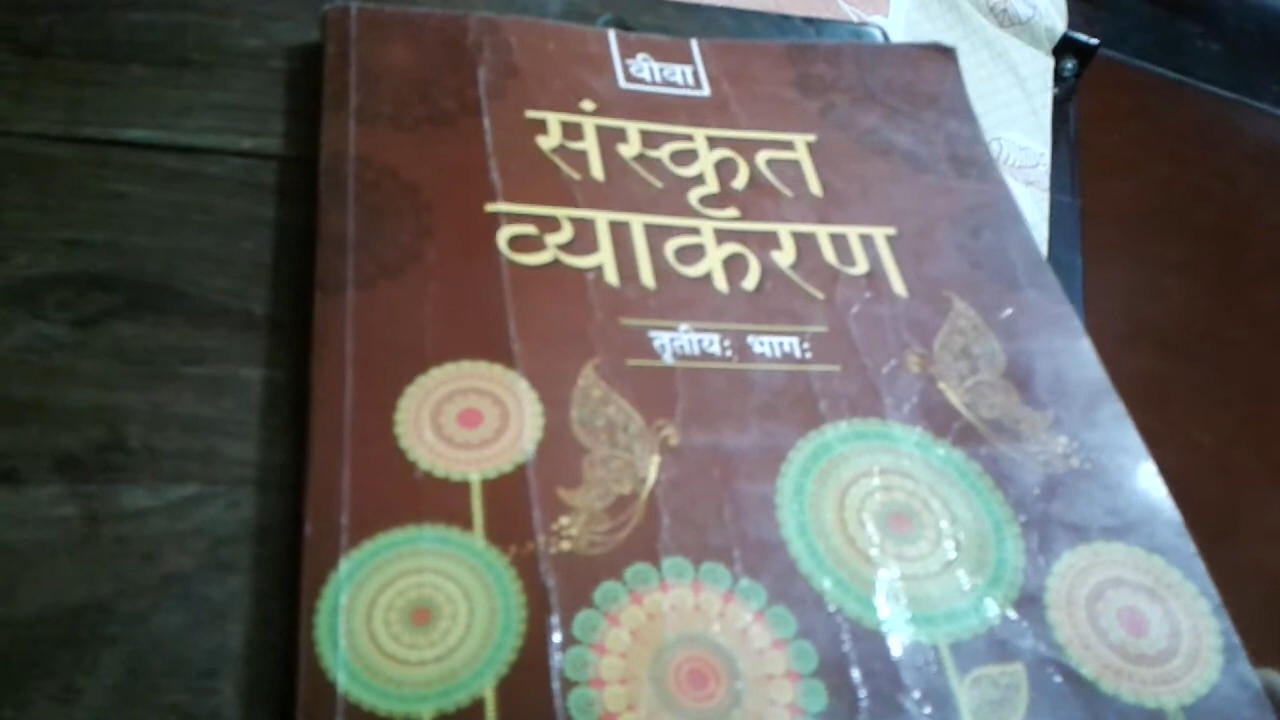 वीवा
संस्कृत
व्याकरण
तृतीयः भागः